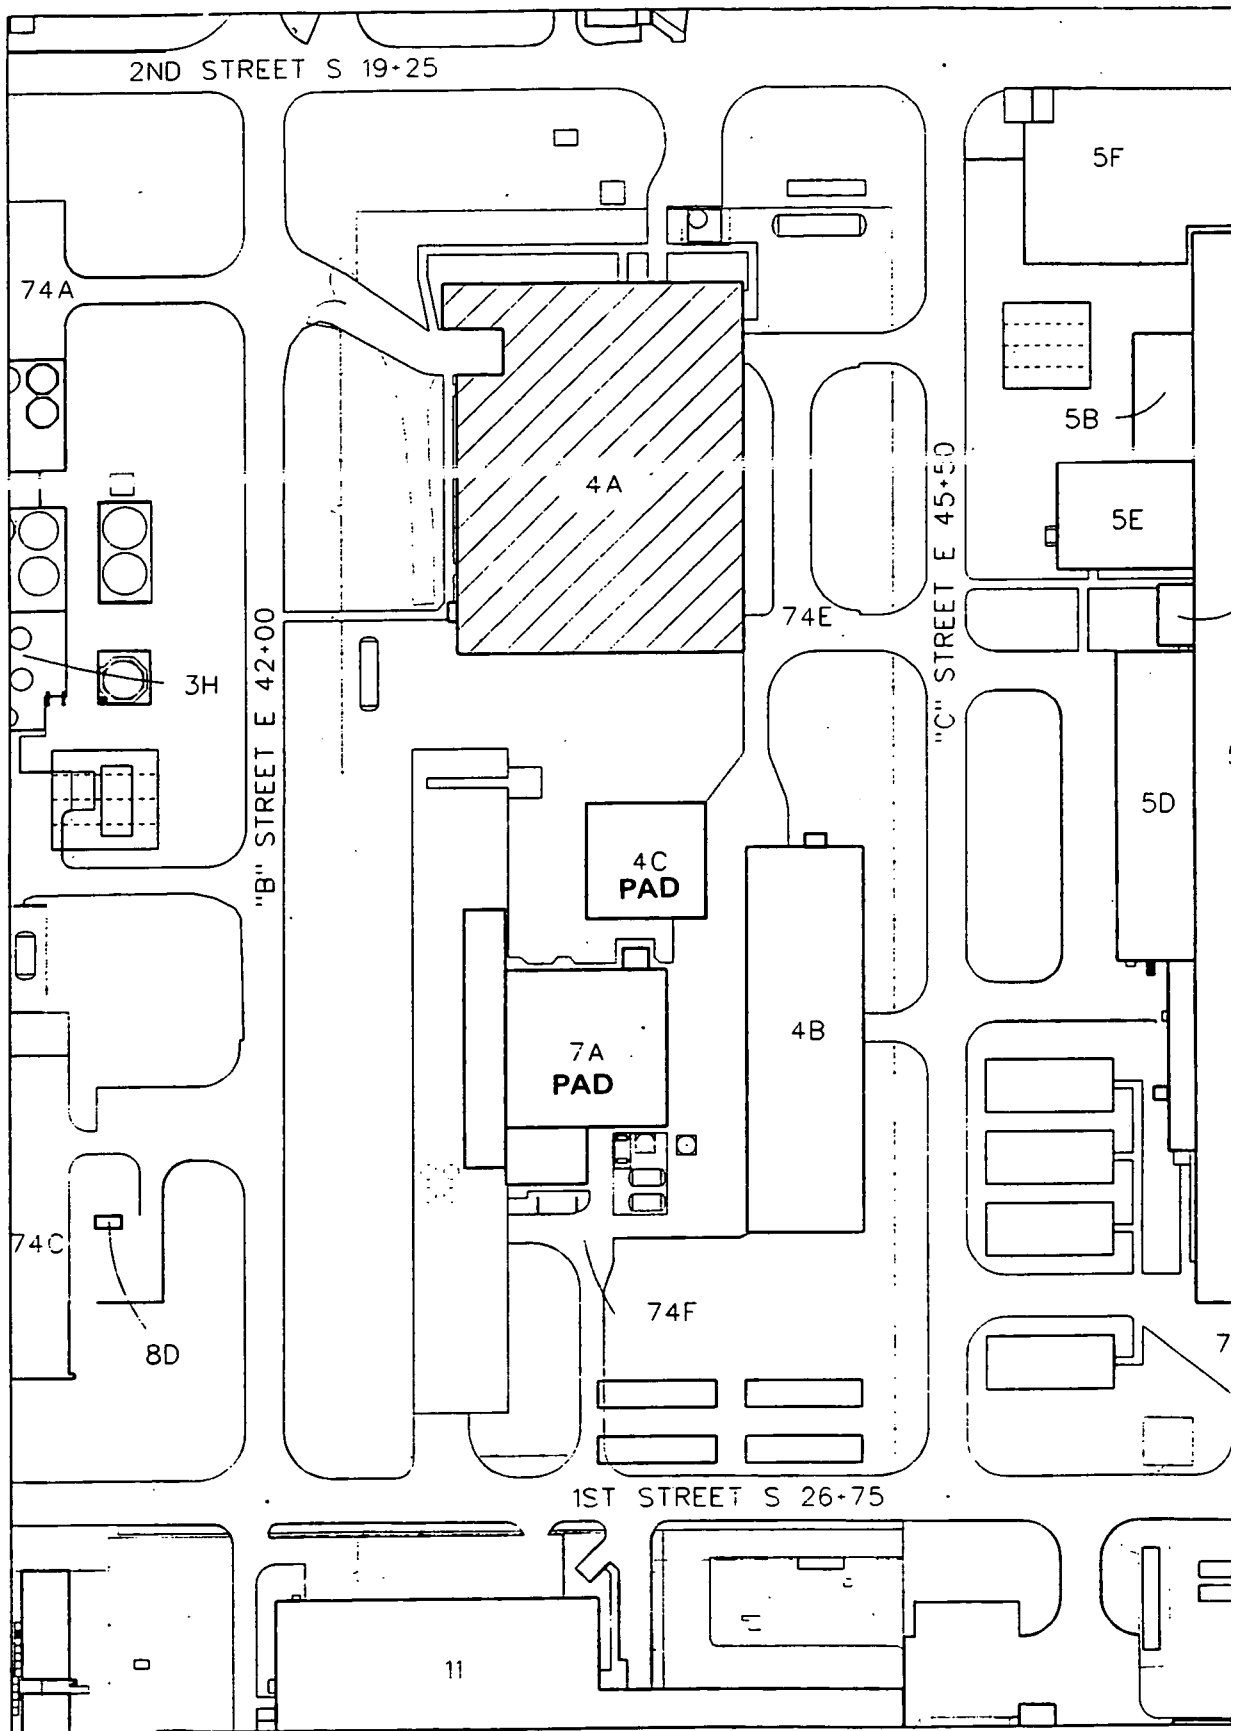 2ND STREET S 19+25
5F
74A
5B
4A
5E
"C" STREET E 45+50
74E
"B" STREET E 42+00
3H
5D
4C
PAD
4B
7A
PAD
74C
74F
8D
7
1ST STREET S 26+75
11